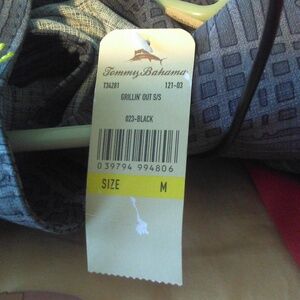 Tommy Bahama
T34281 121-03
GRILLIN' OUT S/S
023-BLACK
0 39794 994806
SIZE M